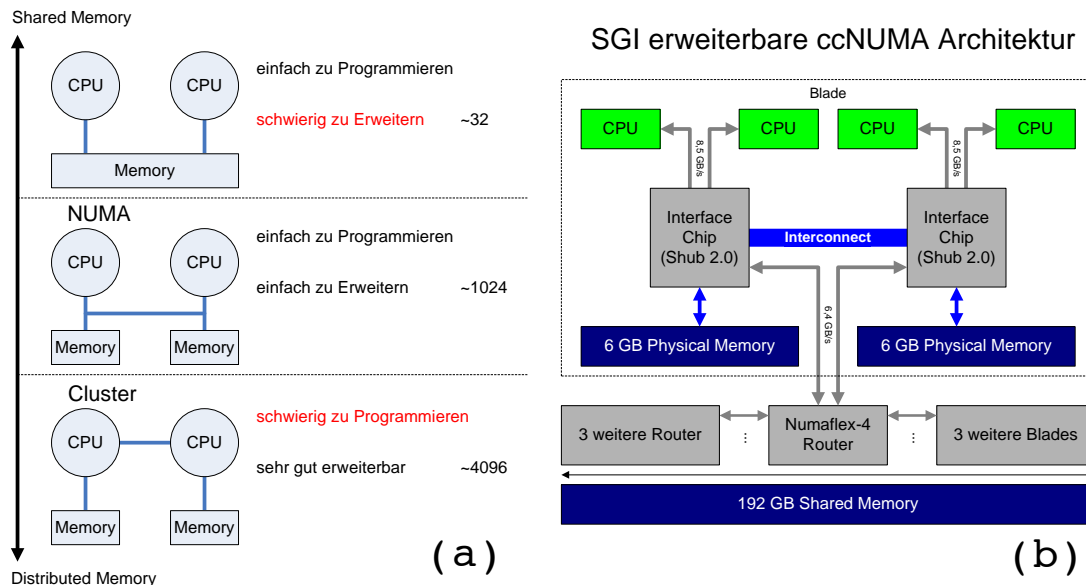 Shared Memory
CPU
CPU
einfach zu Programmieren
schwierig zu Erweitern ~32
Memory
NUMA
CPU
CPU
einfach zu Programmieren
einfach zu Erweitern ~1024
Memory
Memory
Cluster
CPU
CPU
schwierig zu Programmieren
sehr gut erweiterbar ~4096
Memory
Memory
Distributed Memory
(a)
SGI erweiterbare ccNUMA Architektur
Blade
CPU
CPU
CPU
CPU
8,5 GB/s
8,5 GB/s
Interface
Chip
(Shub 2.0)
Interconnect
Interface
Chip
(Shub 2.0)
6,4 GB/s
6 GB Physical Memory
6 GB Physical Memory
3 weitere Router
...
Numaflex-4
Router
...
3 weitere Blades
192 GB Shared Memory
(b)